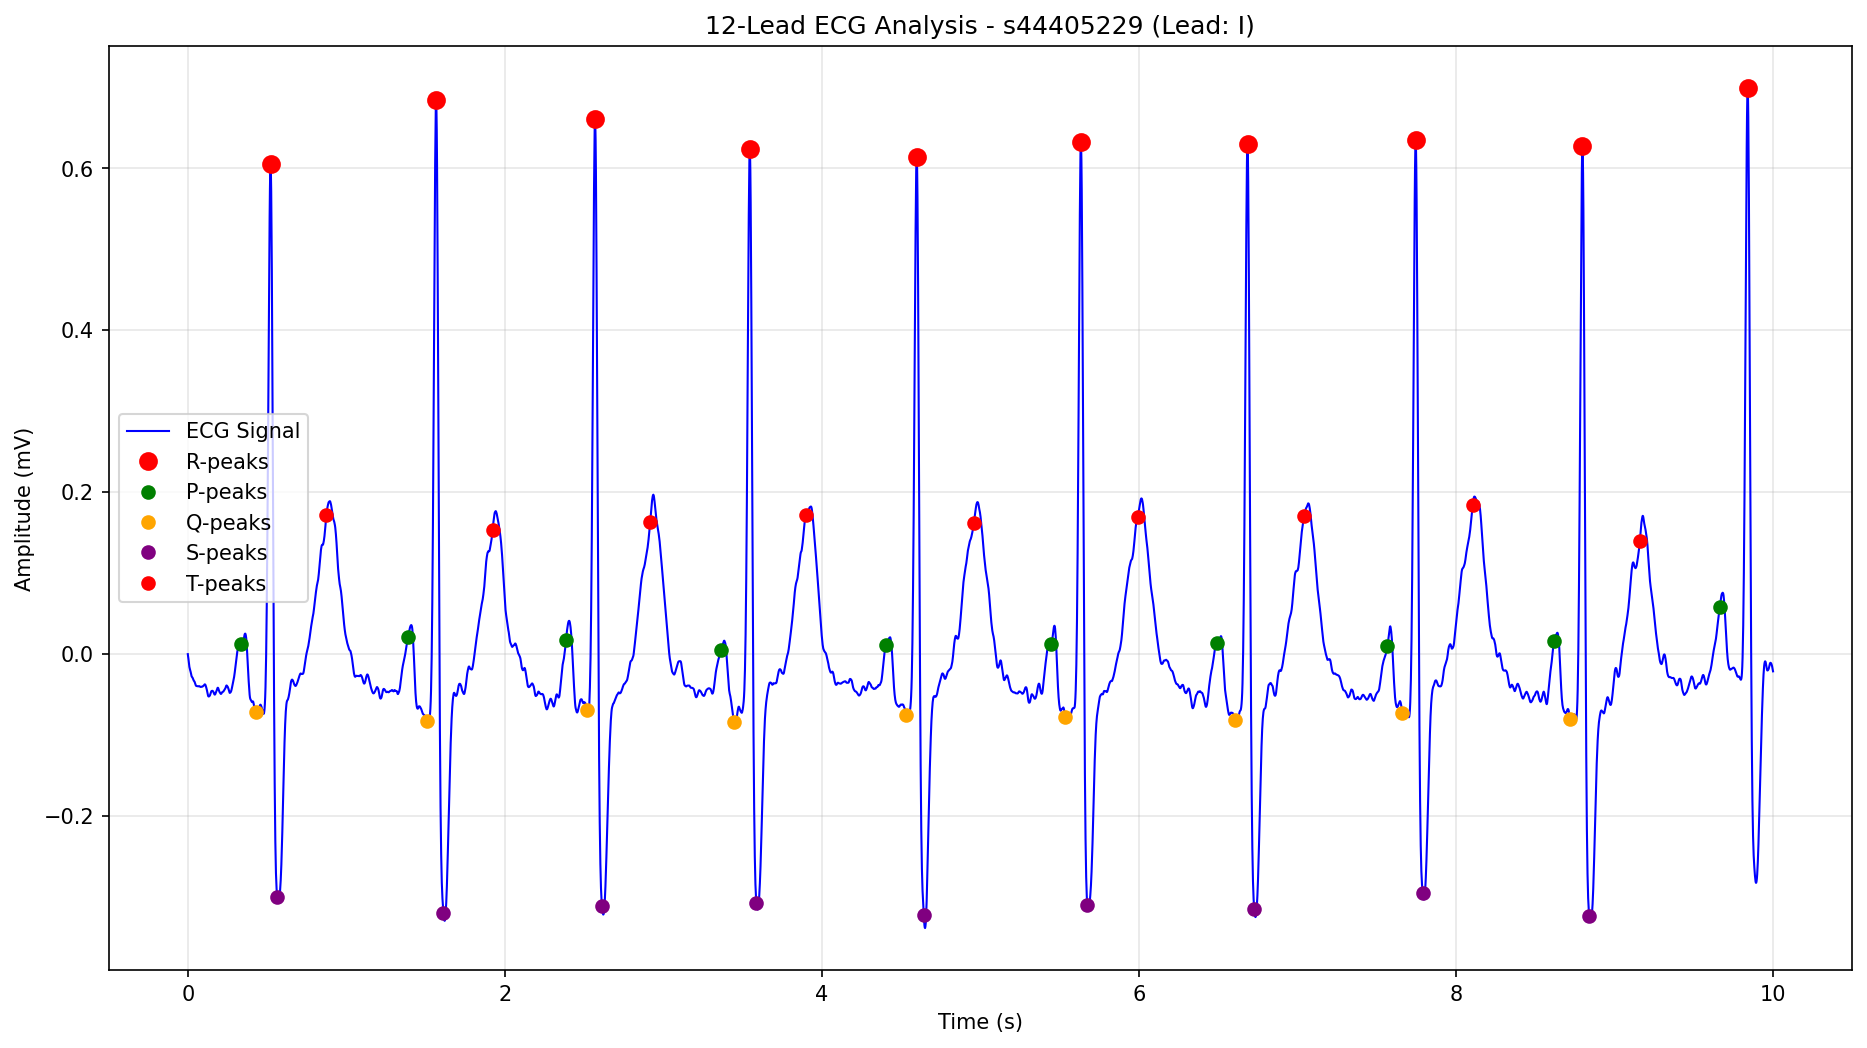 12-Lead ECG Analysis - s44405229 (Lead: I)
Amplitude (mV)
0.6
0.4
0.2
0.0
−0.2
ECG Signal
R-peaks
P-peaks
Q-peaks
S-peaks
T-peaks
0 2 4 6 8 10
Time (s)